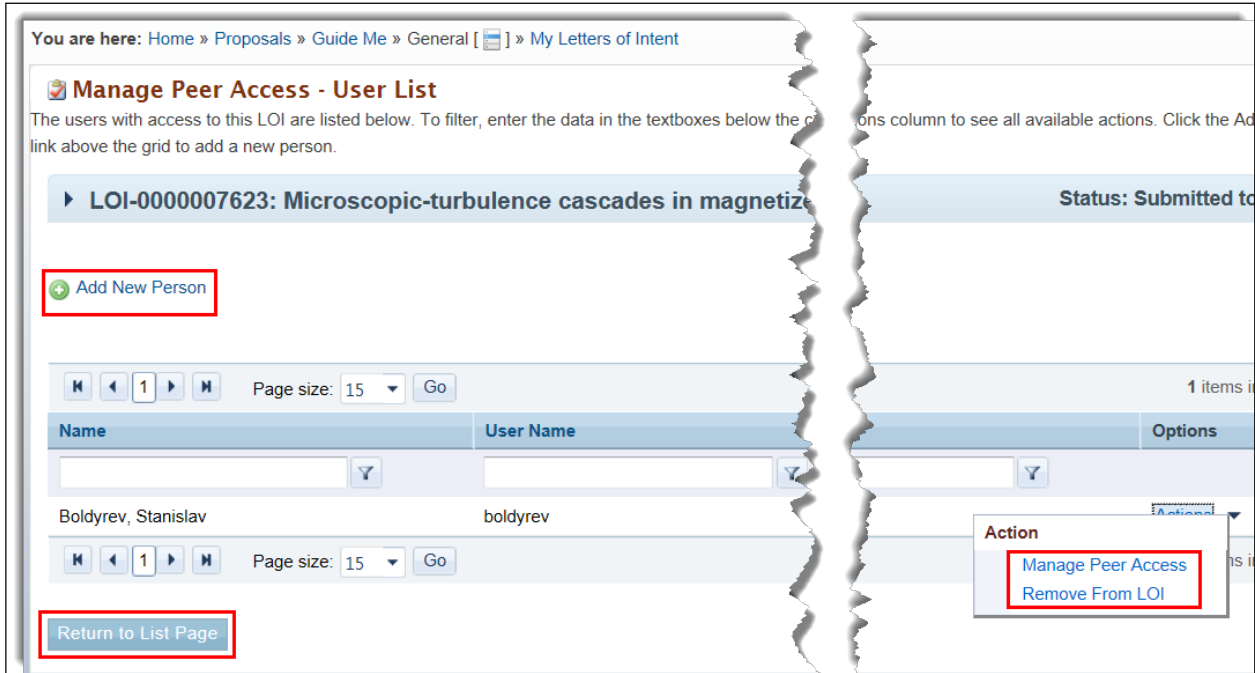 You are here: Home » Proposals » Guide Me » General [ ] » My Letters of Intent
Manage Peer Access - User List
The users with access to this LOI are listed below. To filter, enter the data in the textboxes below the c ons column to see all available actions. Click the Ad
link above the grid to add a new person.
LOI-0000007623: Microscopic-turbulence cascades in magnetize Status: Submitted to
Add New Person
1 Page size: 15 Go 1 items i
Name User Name Options
Boldyrev, Stanislav boldyrev Actions
Action
1 Page size: 15 Go ns i
Manage Peer Access
Remove From LOI
Return to List Page